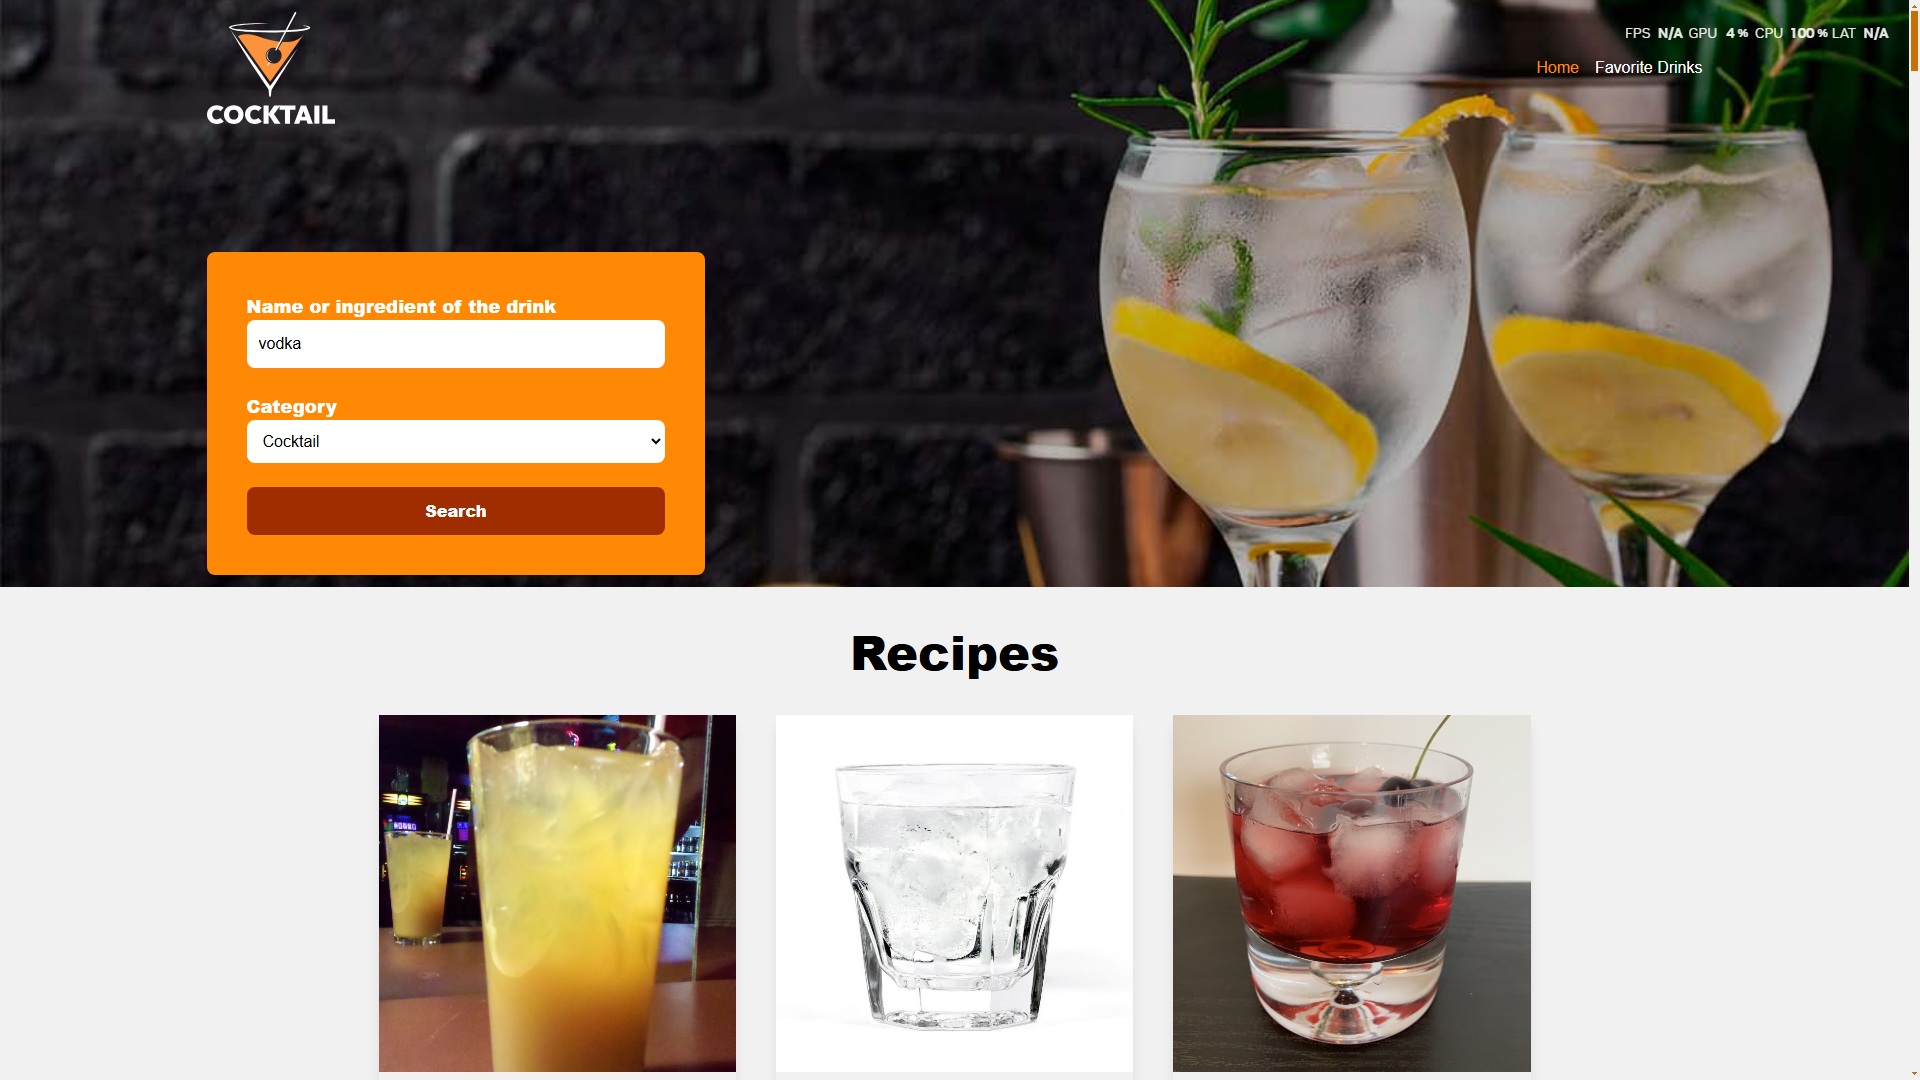 FPS N/A GPU 4% CPU 100% LAT N/A
COCKTAIL
Home Favorite Drinks
Name or ingredient of the drink
vodka
Category
Cocktail
Search
Recipes